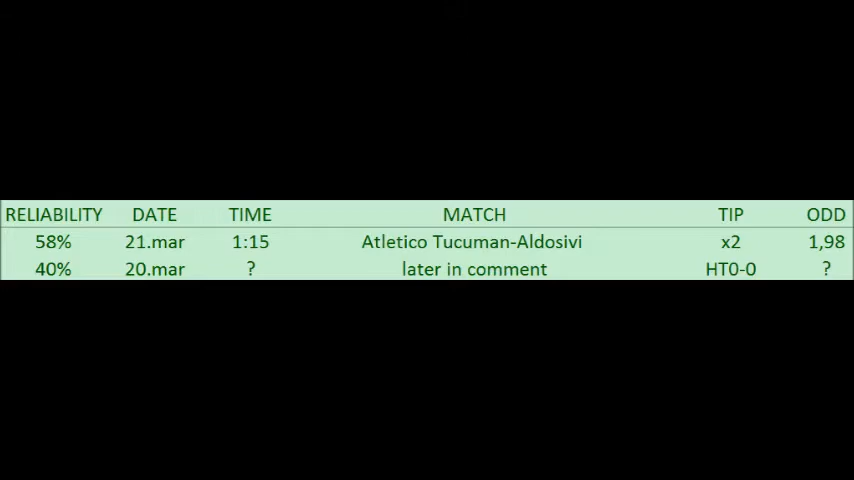 RELIABILITY DATE TIME MATCH TIP ODD
58% 21.mar 1:15 Atletico Tucuman-Aldosivi x2 1,98
40% 20.mar ? later in comment HT0-0 ?